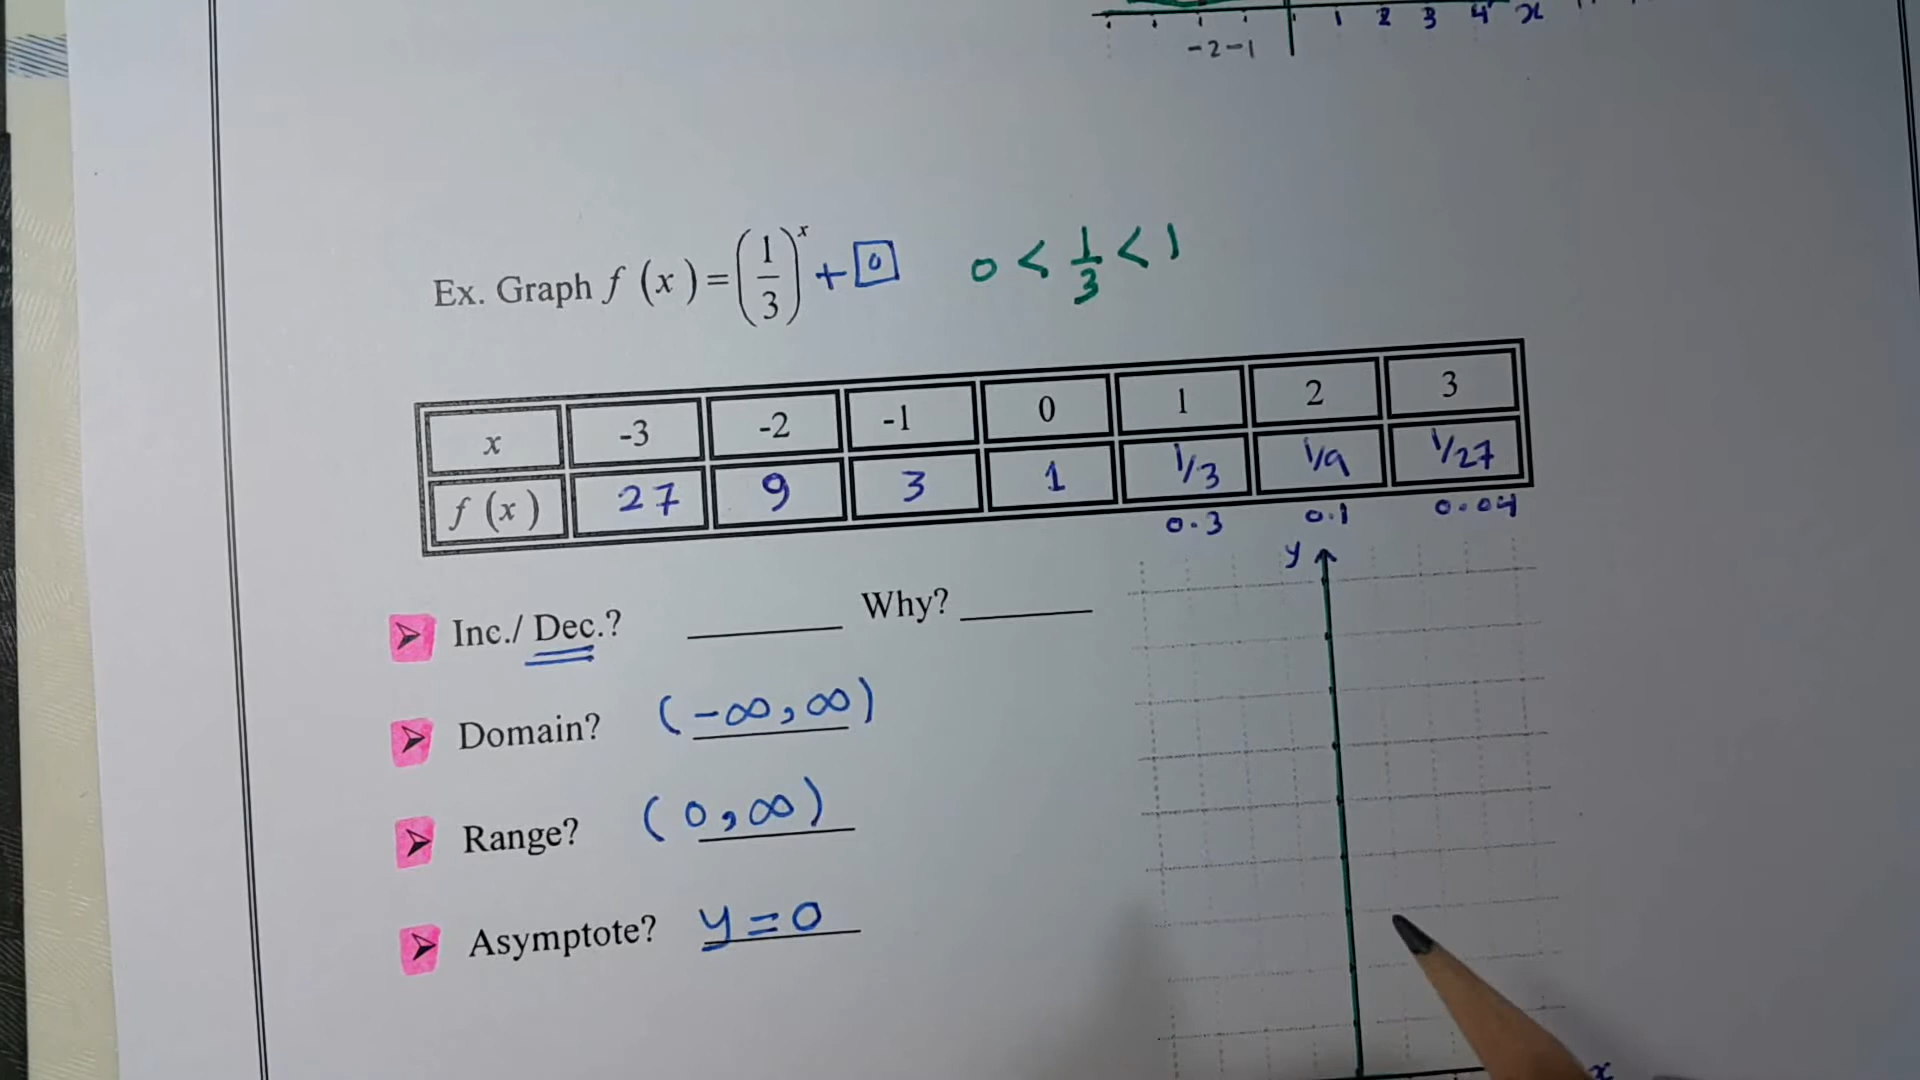 1 2 3 4 x
-2 -1
Ex. Graph f (x) = (1/3)^x + 0 0 < 1/3 < 1
x -3 -2 -1 0 1 2 3
f (x) 27 9 3 1 1/3 1/9 1/27
0.3 0.1 0.04
y
Inc./ Dec.? ________ Why? ________
Domain? (-∞, ∞)
Range? (0, ∞)
Asymptote? y = 0
x